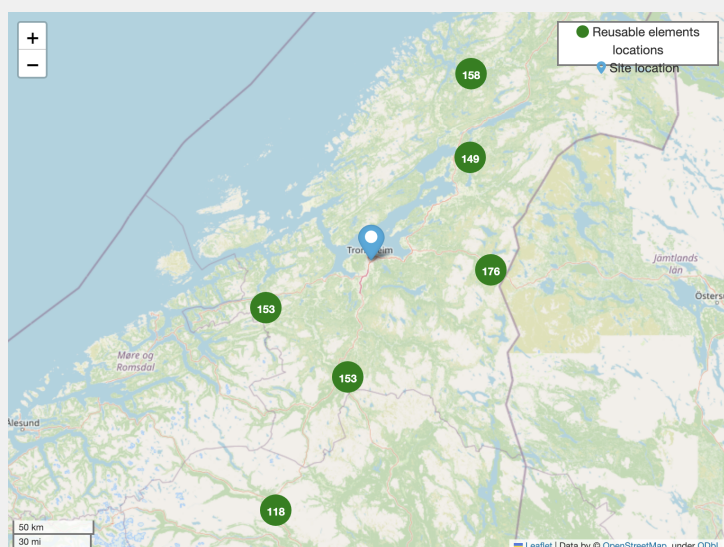 +
−
Reusable elements
locations
Site location
158
149
Trondheim
176
Jämtlands
län
Östers
153
Møre og
Romsdal
153
Ålesund
118
50 km
30 mi
Leaflet | Data by © OpenStreetMap, under ODbL